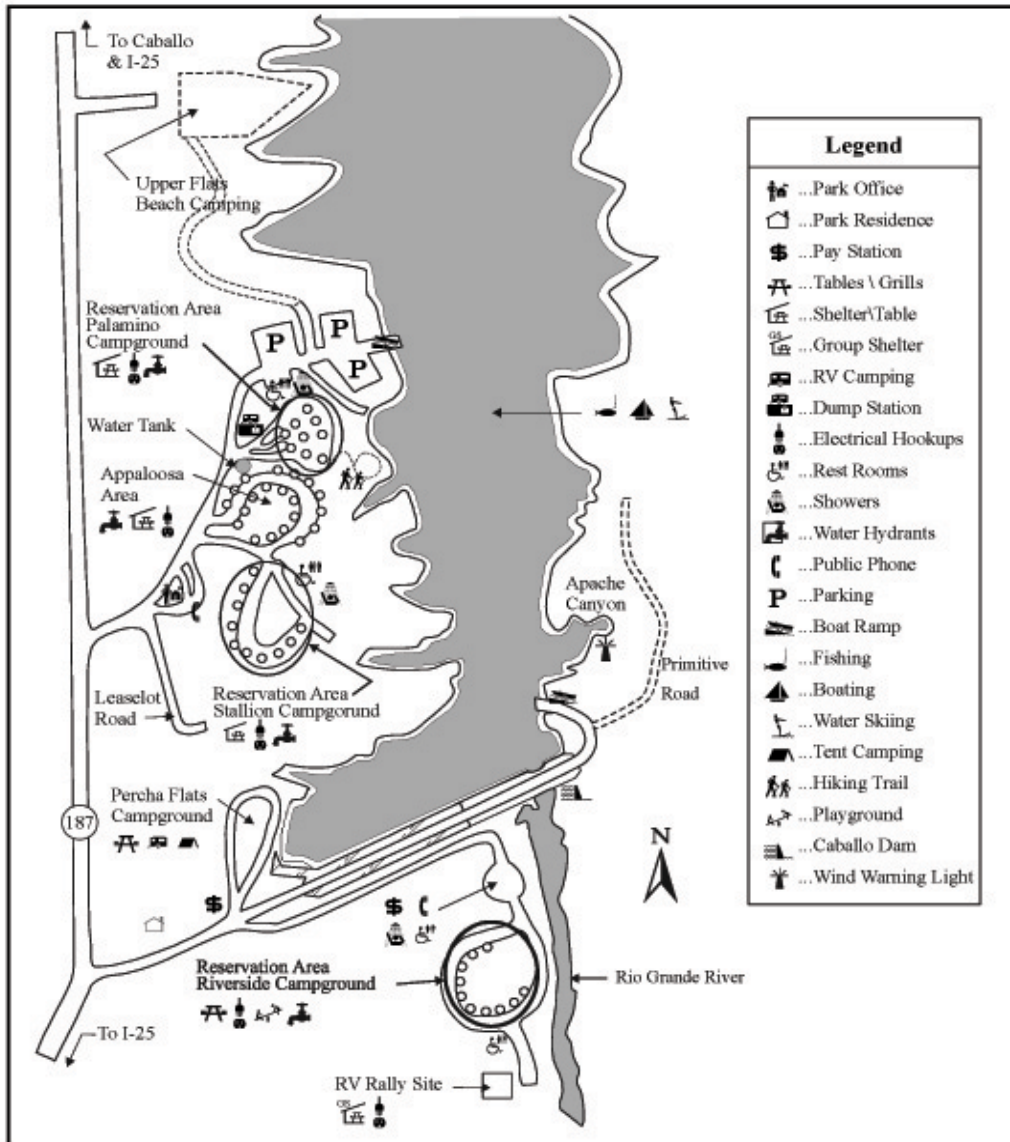 To Caballo
& I-25
Upper Flats
Beach Camping
Reservation Area
Palamino
Campground
P
P
P
Water Tank
Appaloosa
Area
Apache
Canyon
Primitive
Road
Leaselot
Road
Reservation Area
Stallion Campgorund
Percha Flats
Campground
187
N
$
$
Reservation Area
Riverside Campground
Rio Grande River
To I-25
RV Rally Site
GS
Legend
...Park Office
...Park Residence
$ ...Pay Station
...Tables \ Grills
...Shelter\Table
GS
...Group Shelter
...RV Camping
...Dump Station
...Electrical Hookups
...Rest Rooms
...Showers
...Water Hydrants
...Public Phone
P ...Parking
...Boat Ramp
...Fishing
...Boating
...Water Skiing
...Tent Camping
...Hiking Trail
...Playground
...Caballo Dam
...Wind Warning Light